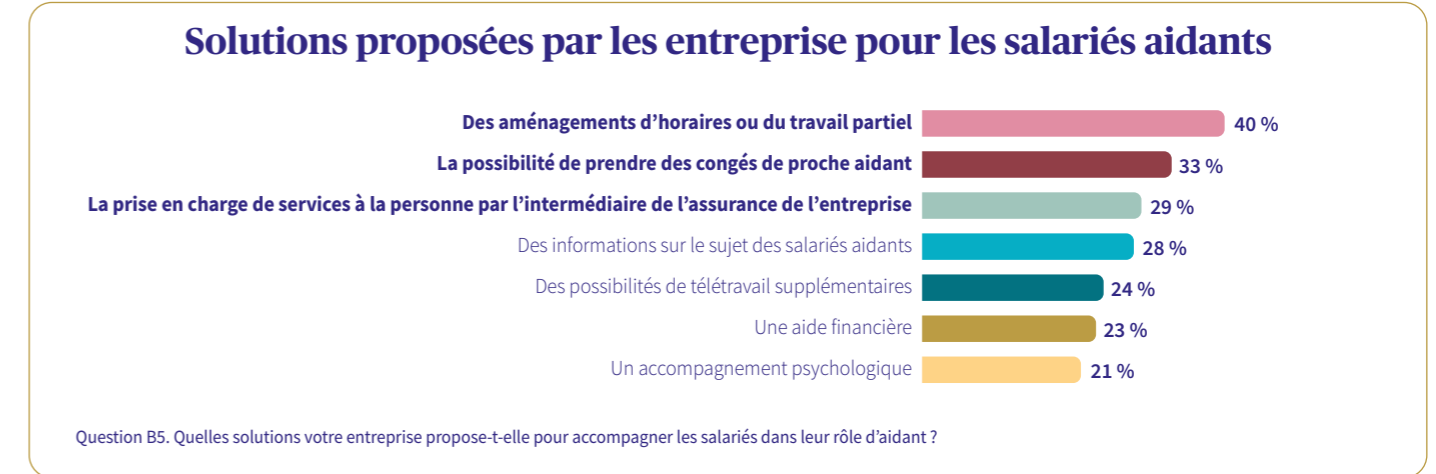 Solutions proposées par les entreprise pour les salariés aidants
Des aménagements d’horaires ou du travail partiel 40 %
La possibilité de prendre des congés de proche aidant 33 %
La prise en charge de services à la personne par l’intermédiaire de l’assurance de l’entreprise 29 %
Des informations sur le sujet des salariés aidants 28 %
Des possibilités de télétravail supplémentaires 24 %
Une aide financière 23 %
Un accompagnement psychologique 21 %
Question B5. Quelles solutions votre entreprise propose-t-elle pour accompagner les salariés dans leur rôle d’aidant ?